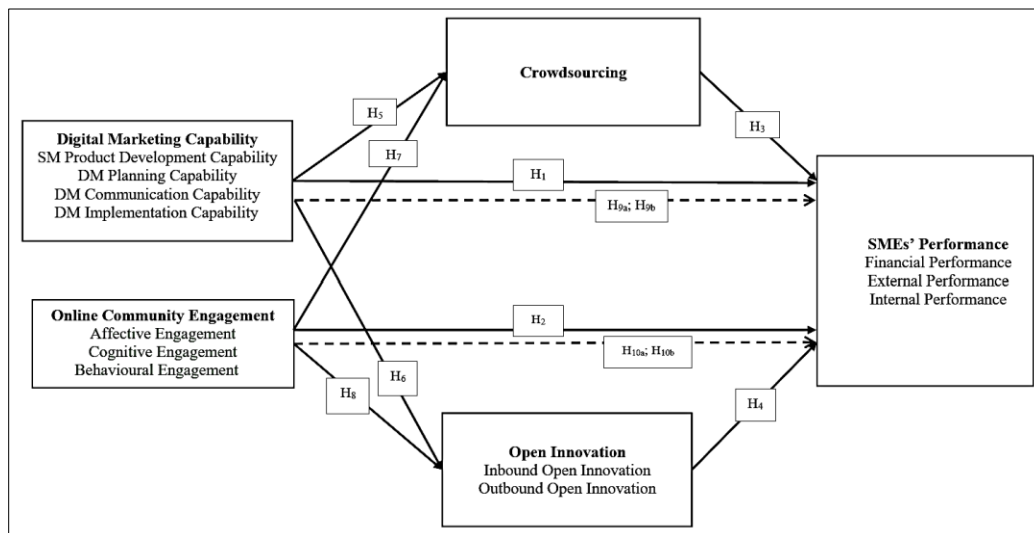 Crowdsourcing
H5
H3
Digital Marketing Capability
SM Product Development Capability
DM Planning Capability
DM Communication Capability
DM Implementation Capability
H7
H1
H9a; H9b
SMEs' Performance
Financial Performance
External Performance
Internal Performance
Online Community Engagement
Affective Engagement
Cognitive Engagement
Behavioural Engagement
H2
H10a; H10b
H6
H8
H4
Open Innovation
Inbound Open Innovation
Outbound Open Innovation